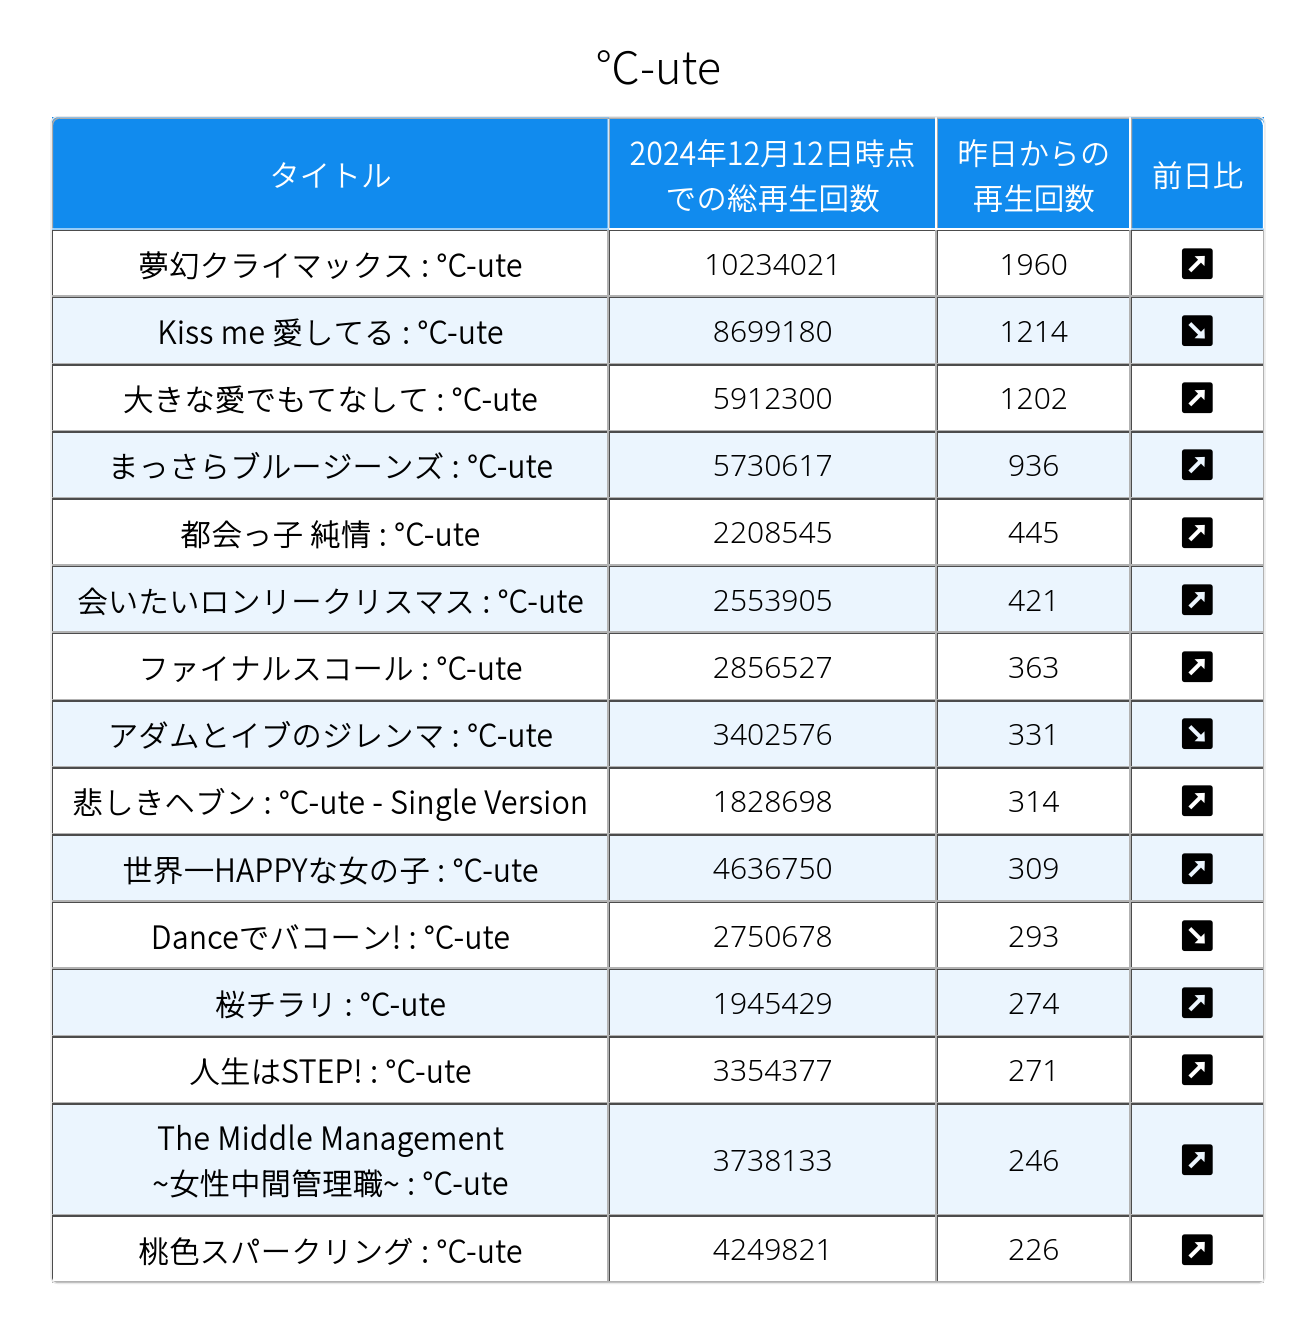 °C-ute
タイトル
2024年12月12日時点
での総再生回数
昨日からの
再生回数
前日比
夢幻クライマックス : °C-ute 10234021 1960 ↗
Kiss me 愛してる : °C-ute 8699180 1214 ↘
大きな愛でもてなして : °C-ute 5912300 1202 ↗
まっさらブルージーンズ : °C-ute 5730617 936 ↗
都会っ子 純情 : °C-ute 2208545 445 ↗
会いたいロンリークリスマス : °C-ute 2553905 421 ↗
ファイナルスコール : °C-ute 2856527 363 ↗
アダムとイブのジレンマ : °C-ute 3402576 331 ↘
悲しきヘブン : °C-ute - Single Version 1828698 314 ↗
世界一HAPPYな女の子 : °C-ute 4636750 309 ↗
Danceでバコーン! : °C-ute 2750678 293 ↘
桜チラリ : °C-ute 1945429 274 ↗
人生はSTEP! : °C-ute 3354377 271 ↗
The Middle Management
~女性中間管理職~ : °C-ute 3738133 246 ↗
桃色スパークリング : °C-ute 4249821 226 ↗